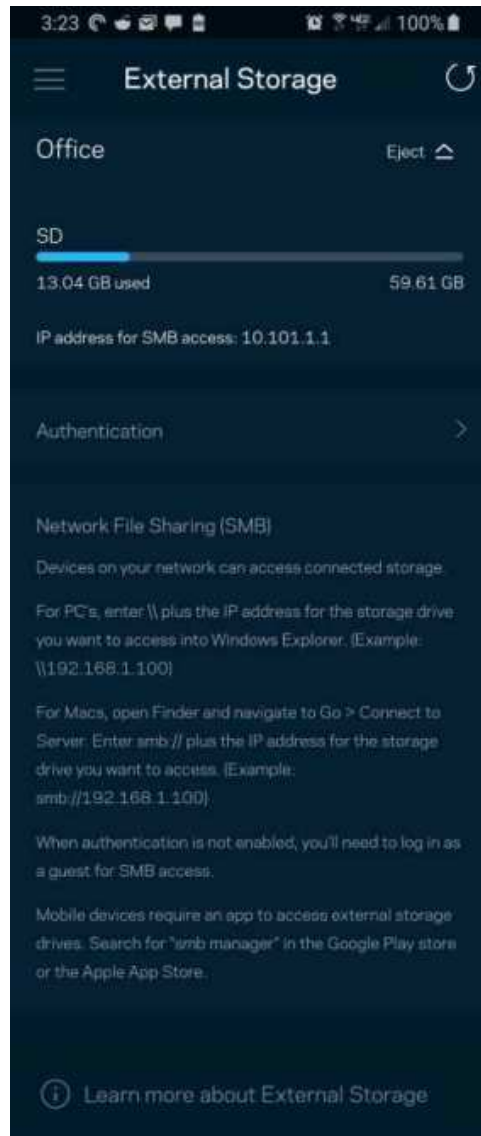 3:23 100%
External Storage
Office Eject
SD
13.04 GB used 59.61 GB
IP address for SMB access: 10.101.1.1
Authentication
Network File Sharing (SMB)
Devices on your network can access connected storage.
For PC's, enter \\ plus the IP address for the storage drive
you want to access into Windows Explorer. (Example:
\\192.168.1.100)
For Macs, open Finder and navigate to Go > Connect to
Server. Enter smb:// plus the IP address for the storage
drive you want to access. (Example:
smb://192.168.1.100)
When authentication is not enabled, you'll need to log in as
a guest for SMB access.
Mobile devices require an app to access external storage
drives. Search for "smb manager" in the Google Play store
or the Apple App Store.
Learn more about External Storage